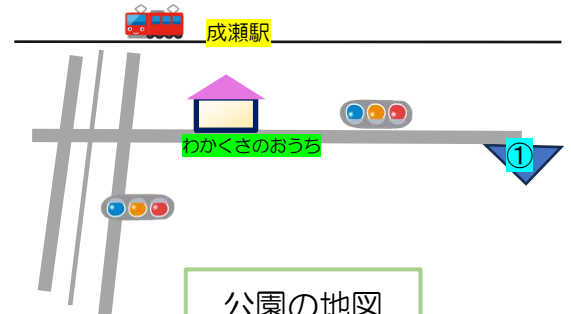 成瀬駅
わかくさのおうち
①
公園の地図